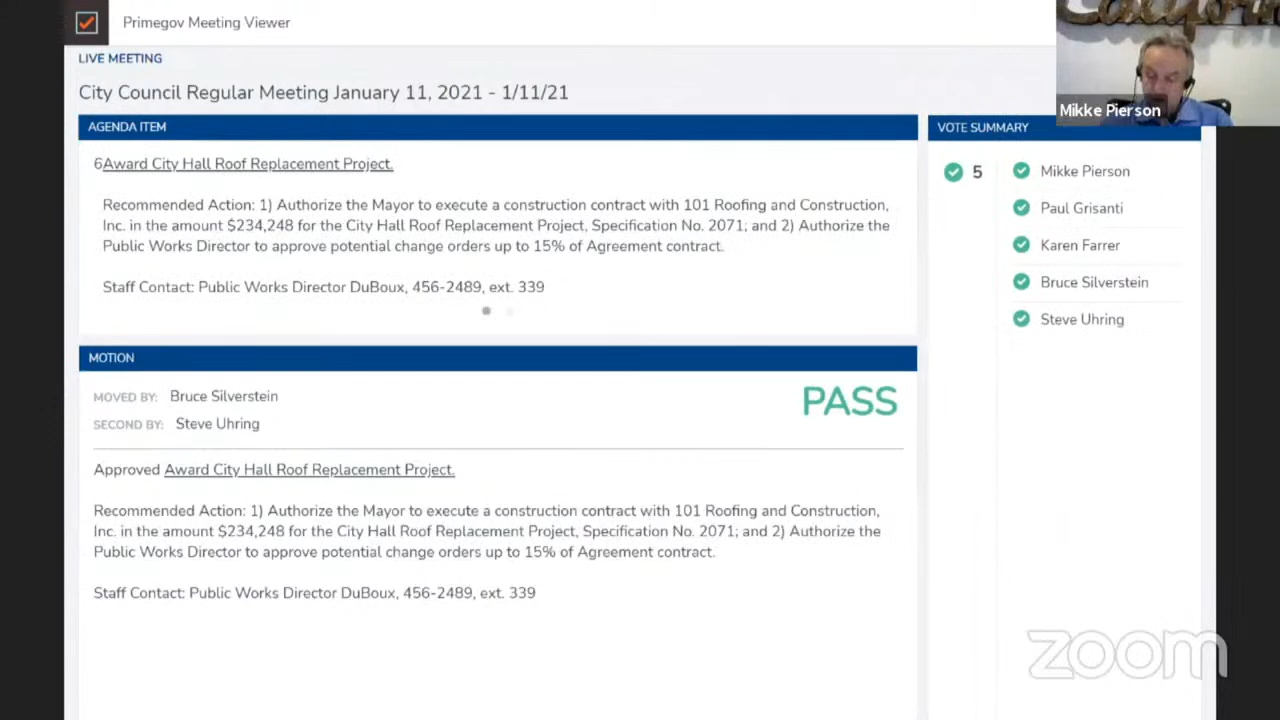 Primegov Meeting Viewer
LIVE MEETING
City Council Regular Meeting January 11, 2021 - 1/11/21
Mikke Pierson
AGENDA ITEM
6Award City Hall Roof Replacement Project.
Recommended Action: 1) Authorize the Mayor to execute a construction contract with 101 Roofing and Construction,
Inc. in the amount $234,248 for the City Hall Roof Replacement Project, Specification No. 2071; and 2) Authorize the
Public Works Director to approve potential change orders up to 15% of Agreement contract.
Staff Contact: Public Works Director DuBoux, 456-2489, ext. 339
VOTE SUMMARY
5
Mikke Pierson
Paul Grisanti
Karen Farrer
Bruce Silverstein
Steve Uhring
MOTION
MOVED BY: Bruce Silverstein
SECOND BY: Steve Uhring
PASS
Approved Award City Hall Roof Replacement Project.
Recommended Action: 1) Authorize the Mayor to execute a construction contract with 101 Roofing and Construction,
Inc. in the amount $234,248 for the City Hall Roof Replacement Project, Specification No. 2071; and 2) Authorize the
Public Works Director to approve potential change orders up to 15% of Agreement contract.
Staff Contact: Public Works Director DuBoux, 456-2489, ext. 339
zoom